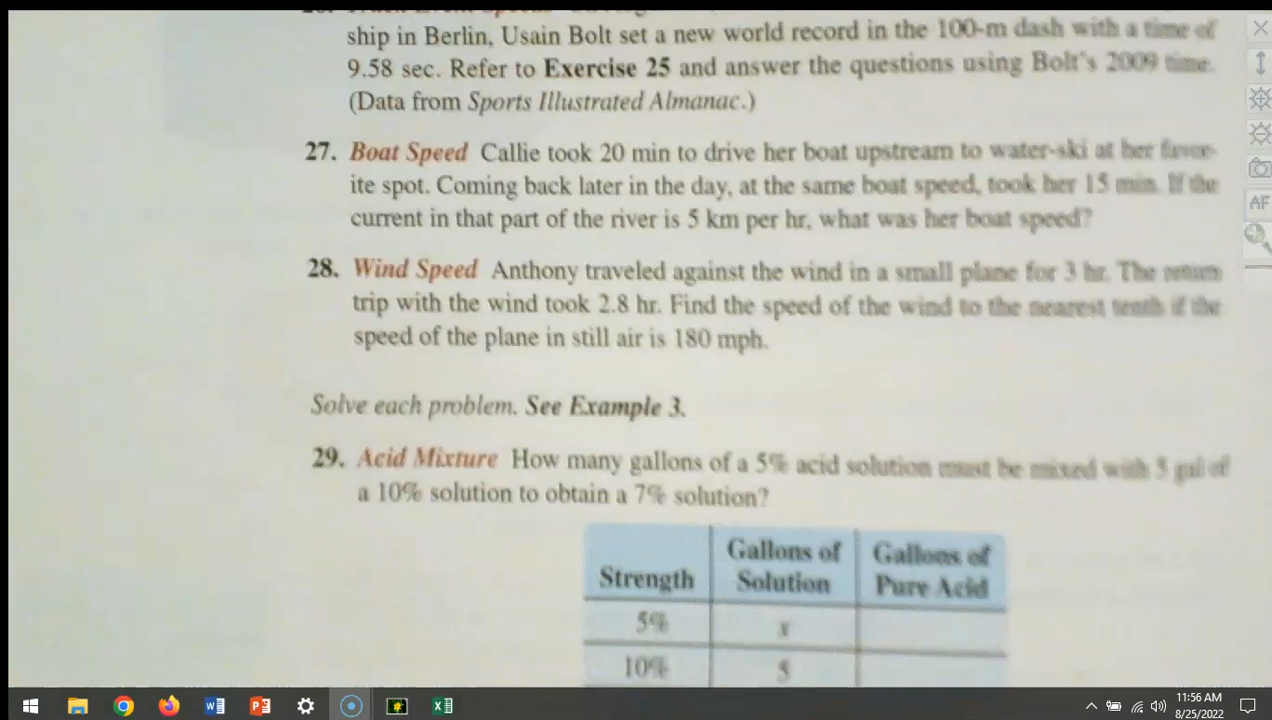 ship in Berlin, Usain Bolt set a new world record in the 100-m dash with a time of
9.58 sec. Refer to Exercise 25 and answer the questions using Bolt's 2009 time.
(Data from Sports Illustrated Almanac.)
27. Boat Speed Callie took 20 min to drive her boat upstream to water-ski at her favor-
ite spot. Coming back later in the day, at the same boat speed, took her 15 min. If the
current in that part of the river is 5 km per hr, what was her boat speed?
28. Wind Speed Anthony traveled against the wind in a small plane for 3 hr. The return
trip with the wind took 2.8 hr. Find the speed of the wind to the nearest tenth if the
speed of the plane in still air is 180 mph.
Solve each problem. See Example 3.
29. Acid Mixture How many gallons of a 5% acid solution must be mixed with 5 gal of
a 10% solution to obtain a 7% solution?
Strength Gallons of Solution Gallons of Pure Acid
5% x
10% 5
AF
11:56 AM
8/25/2022